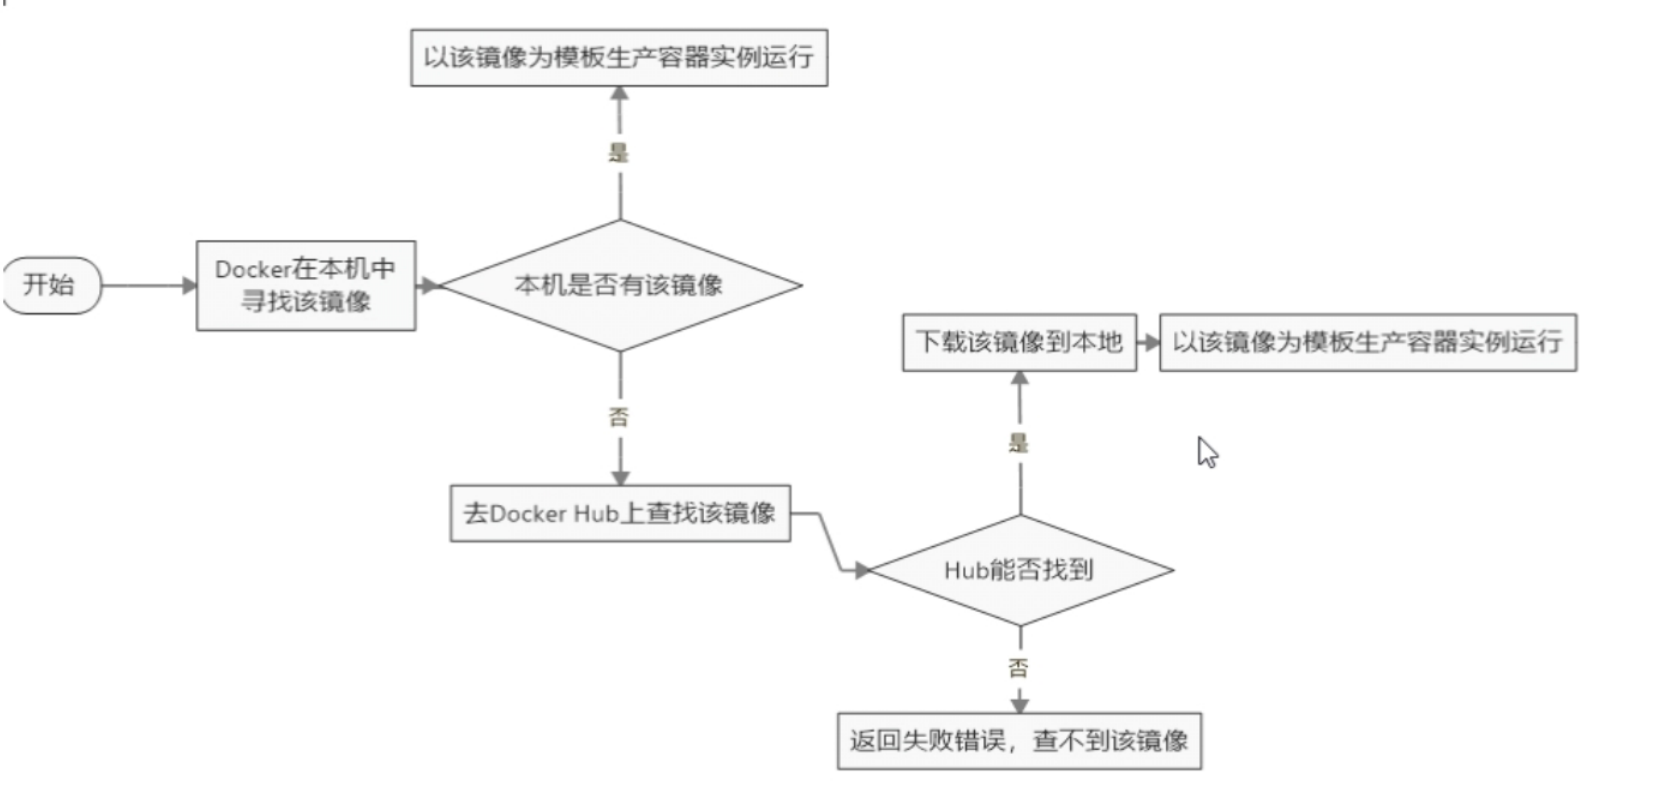 以该镜像为模板生产容器实例运行
是
开始
Docker在本机中
寻找该镜像
本机是否有该镜像
否
去Docker Hub上查找该镜像
下载该镜像到本地
以该镜像为模板生产容器实例运行
是
Hub能否找到
否
返回失败错误，查不到该镜像